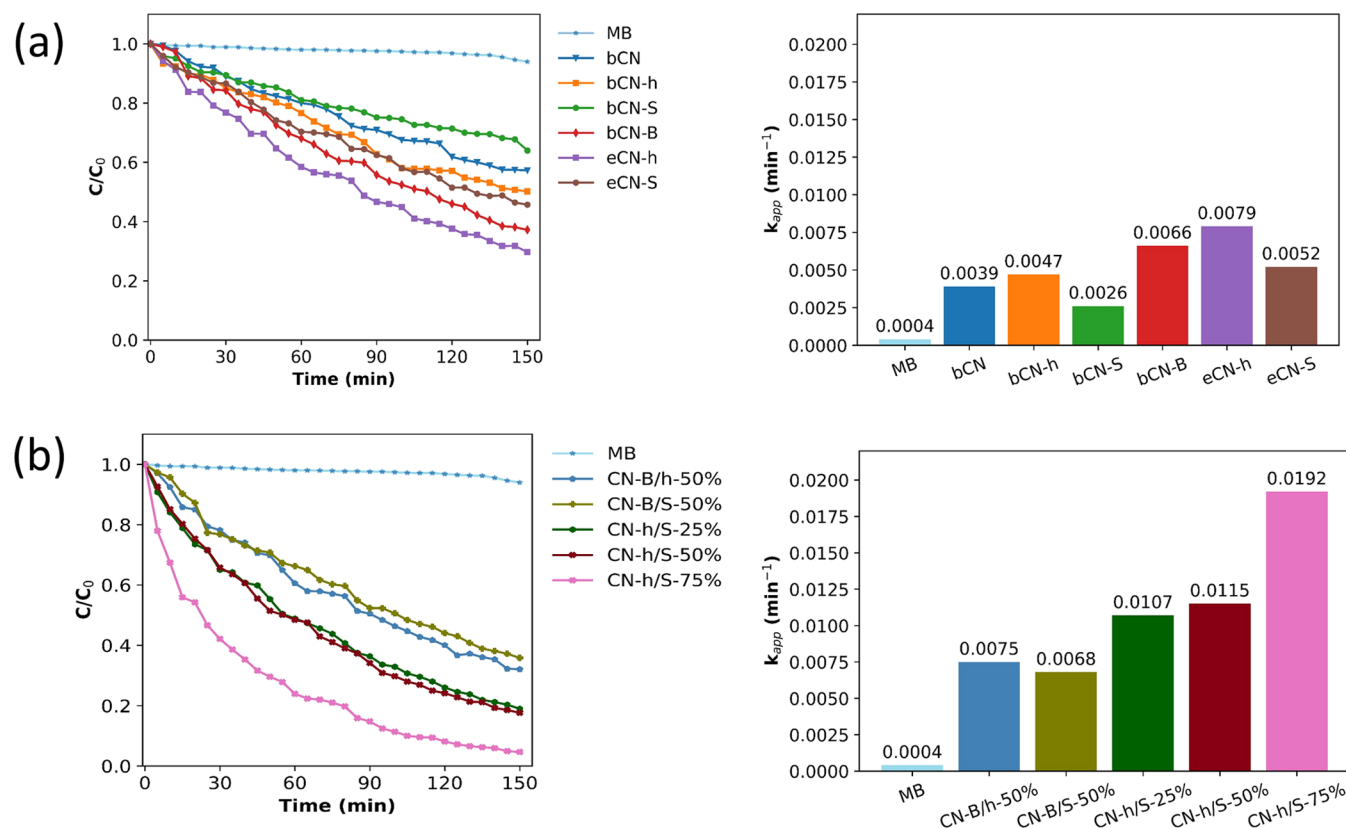 (a)
1.0
0.8
0.6
0.4
0.2
0.0
C/C0
0
30
60
90
120
150
Time (min)
MB
bCN
bCN-h
bCN-S
bCN-B
eCN-h
eCN-S
0.0200
0.0175
0.0150
0.0125
0.0100
0.0075
0.0050
0.0025
0.0000
kapp (min−1)
0.0004
0.0039
0.0047
0.0026
0.0066
0.0079
0.0052
MB
bCN
bCN-h
bCN-S
bCN-B
eCN-h
eCN-S
(b)
1.0
0.8
0.6
0.4
0.2
0.0
C/C0
0
30
60
90
120
150
Time (min)
MB
CN-B/h-50%
CN-B/S-50%
CN-h/S-25%
CN-h/S-50%
CN-h/S-75%
0.0200
0.0175
0.0150
0.0125
0.0100
0.0075
0.0050
0.0025
0.0000
kapp (min−1)
0.0004
0.0075
0.0068
0.0107
0.0115
0.0192
MB
CN-B/h-50%
CN-B/S-50%
CN-h/S-25%
CN-h/S-50%
CN-h/S-75%